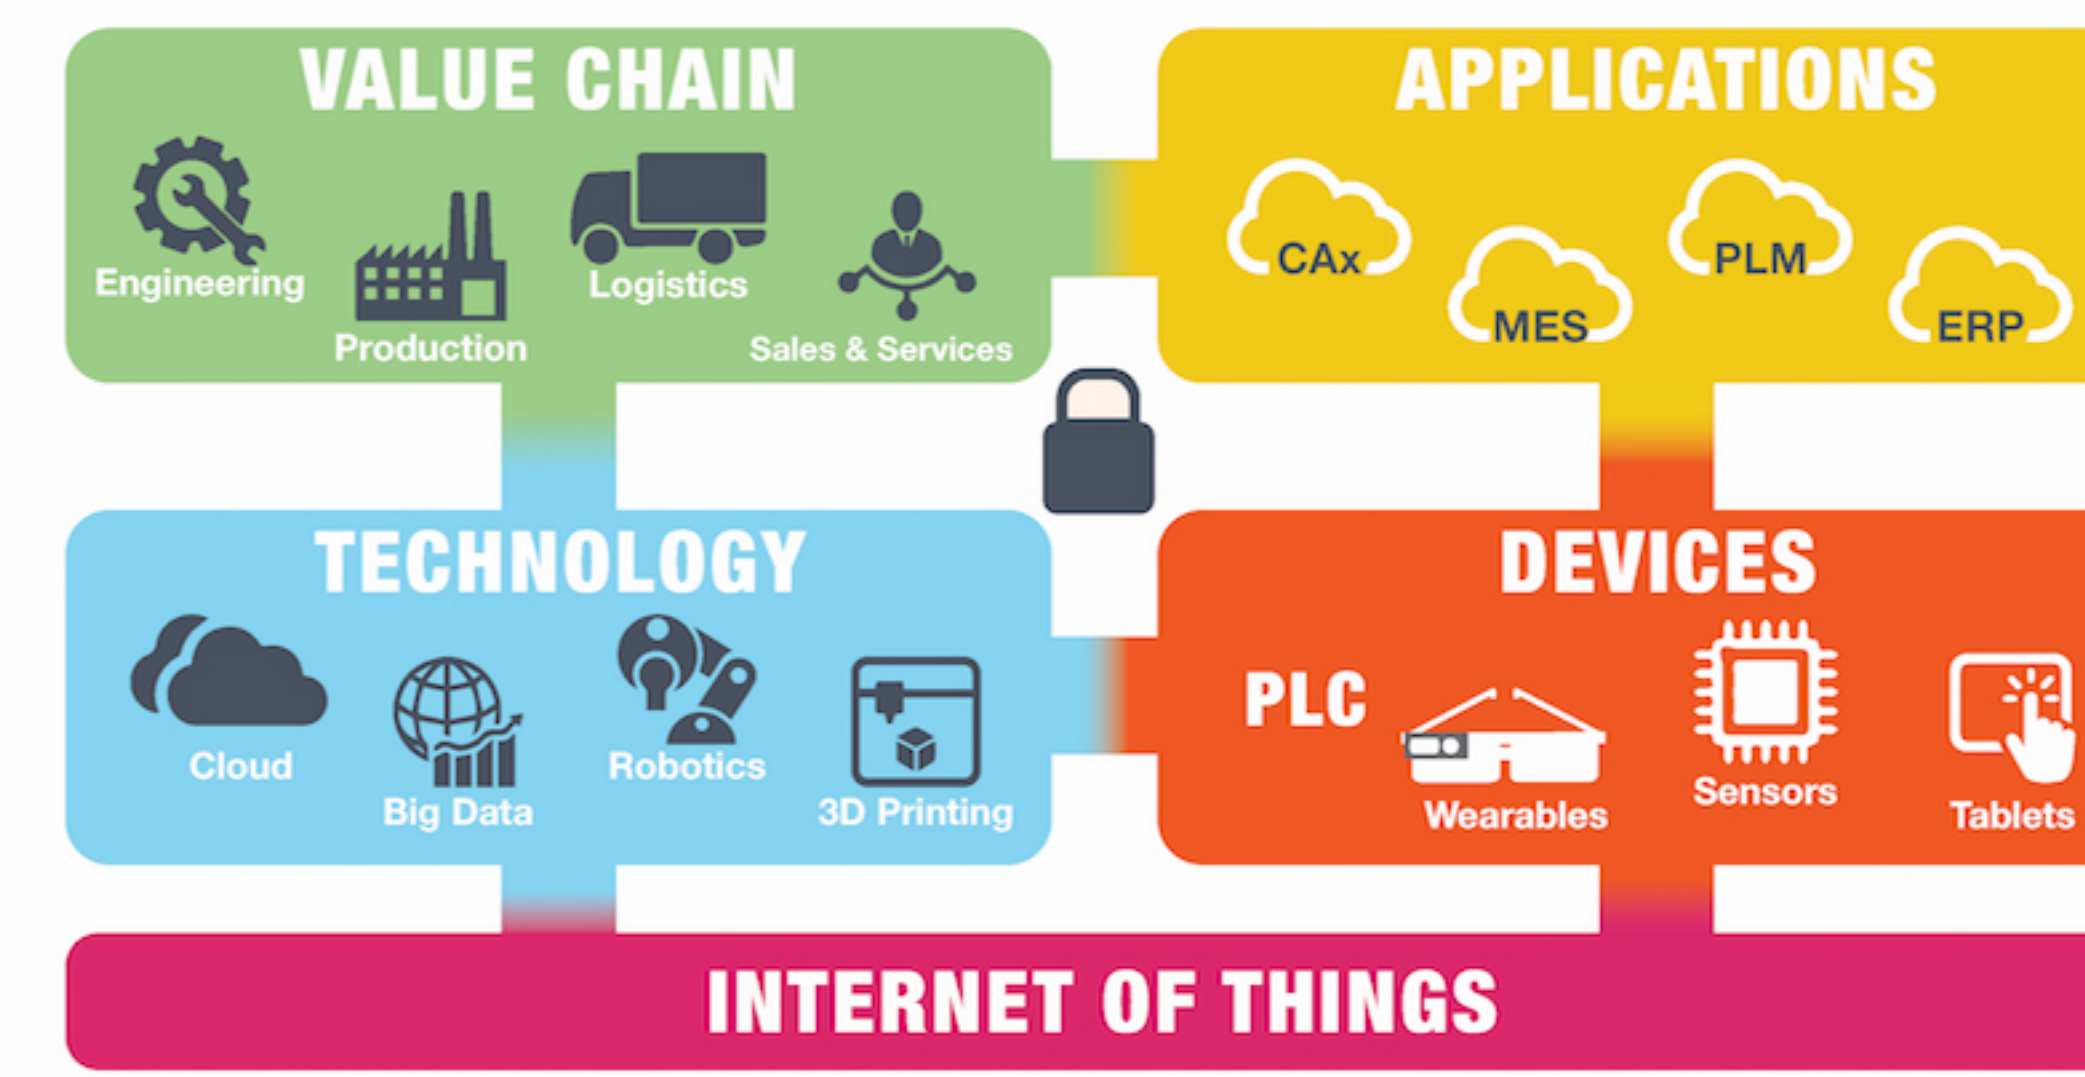 VALUE CHAIN
Engineering
Production
Logistics
Sales & Services
APPLICATIONS
CAx
MES
PLM
ERP
TECHNOLOGY
Cloud
Big Data
Robotics
3D Printing
DEVICES
PLC
Wearables
Sensors
Tablets
INTERNET OF THINGS